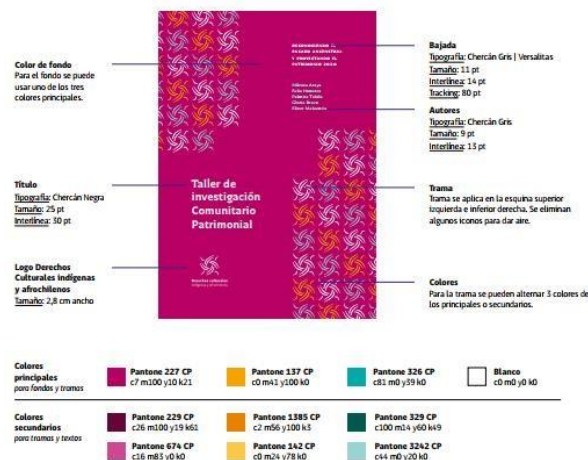 Color de fondo
Para el fondo se puede
usar uno de los tres
colores principales.
Título
Tipografía: Chercán Negra
Tamaño: 25 pt
Interlínea: 30 pt
Logo Derechos
Culturales indígenas
y afrochilenos
Tamaño: 2,8 cm ancho
Taller de
investigación
Comunitario
Patrimonial
Bajada
Tipografía: Chercán Gris | Versalitas
Tamaño: 11 pt
Interlínea: 14 pt
Tracking: 80 pt
Autores
Tipografía: Chercán Gris
Tamaño: 9 pt
Interlínea: 13 pt
Trama
Trama se aplica en la esquina superior
izquierda e inferior derecha. Se eliminan
algunos iconos para dar aire.
Colores
Para la trama se pueden alternar 3 colores de
los principales o secundarios.
Colores
principales
para fondos y tramas
Pantone 227 CP
c7 m100 y10 k21
Pantone 137 CP
c0 m41 y100 k0
Pantone 326 CP
c81 m0 y39 k0
Blanco
c0 m0 y0 k0
Colores
secundarios
para tramas y textos
Pantone 229 CP
c26 m100 y19 k61
Pantone 1385 CP
c2 m56 y100 k3
Pantone 329 CP
c100 m14 y60 k49
Pantone 674 CP
c16 m83 y0 k0
Pantone 142 CP
c0 m24 y78 k0
Pantone 3242 CP
c44 m0 y20 k0